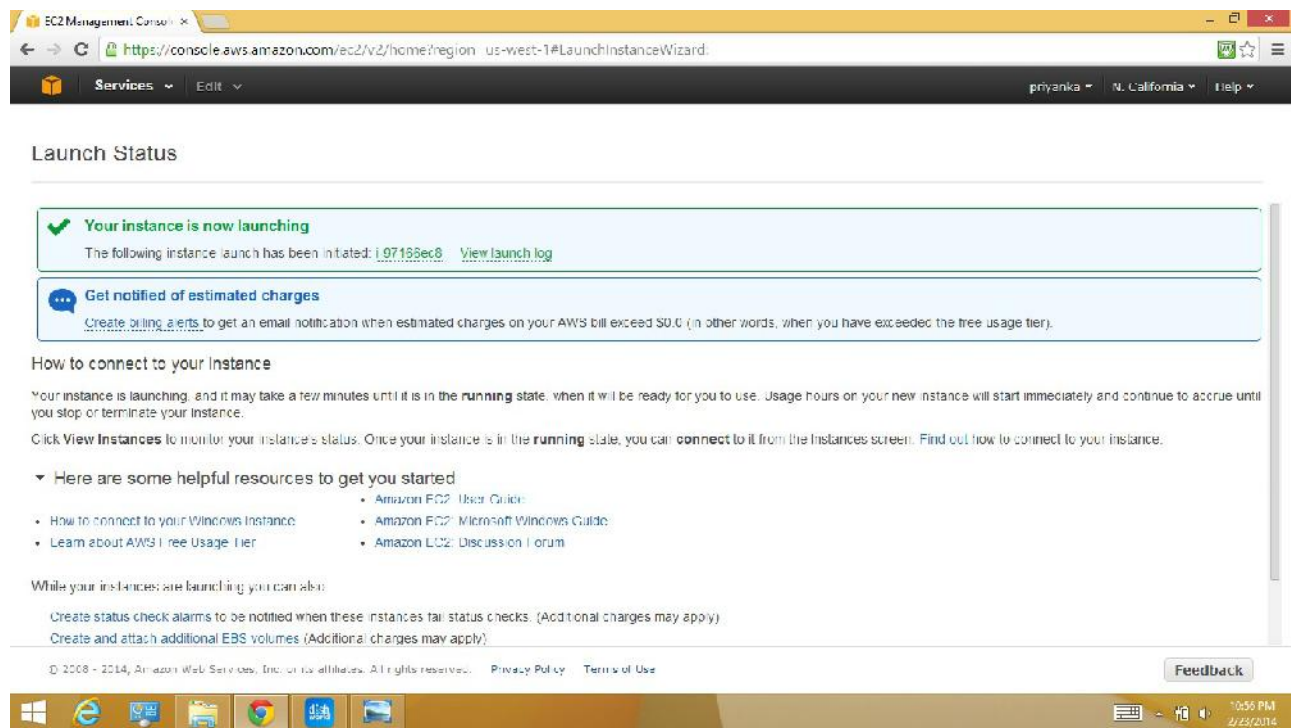 EC2 Management Consol
https://console.aws.amazon.com/ec2/v2/home?region us-west-1#LaunchInstanceWizard:
Services Edit priyanka N. California Help
Launch Status
Your instance is now launching
The following instance launch has been initiated: i-97166ec8 View launch log
Get notified of estimated charges
Create billing alerts to get an email notification when estimated charges on your AWS bill exceed $0.0 (in other words, when you have exceeded the free usage tier).
How to connect to your Instance
Your instance is launching, and it may take a few minutes until it is in the running state, when it will be ready for you to use. Usage hours on your new instance will start immediately and continue to accrue until
you stop or terminate your instance.
Click View Instances to monitor your instance's status. Once your instance is in the running state, you can connect to it from the Instances screen. Find out how to connect to your instance.
Here are some helpful resources to get you started
• Amazon EC2: User Guide
• How to connect to your Windows Instance • Amazon EC2: Microsoft Windows Guide
• Learn about AWS Free Usage Tier • Amazon EC2: Discussion Forum
While your instances are launching you can also
Create status check alarms to be notified when these instances fail status checks. (Additional charges may apply)
Create and attach additional EBS volumes (Additional charges may apply)
© 2008 - 2014, Amazon Web Services, Inc. or its affiliates. All rights reserved. Privacy Policy Terms of Use Feedback
dish world
10:56 PM
2/23/2014